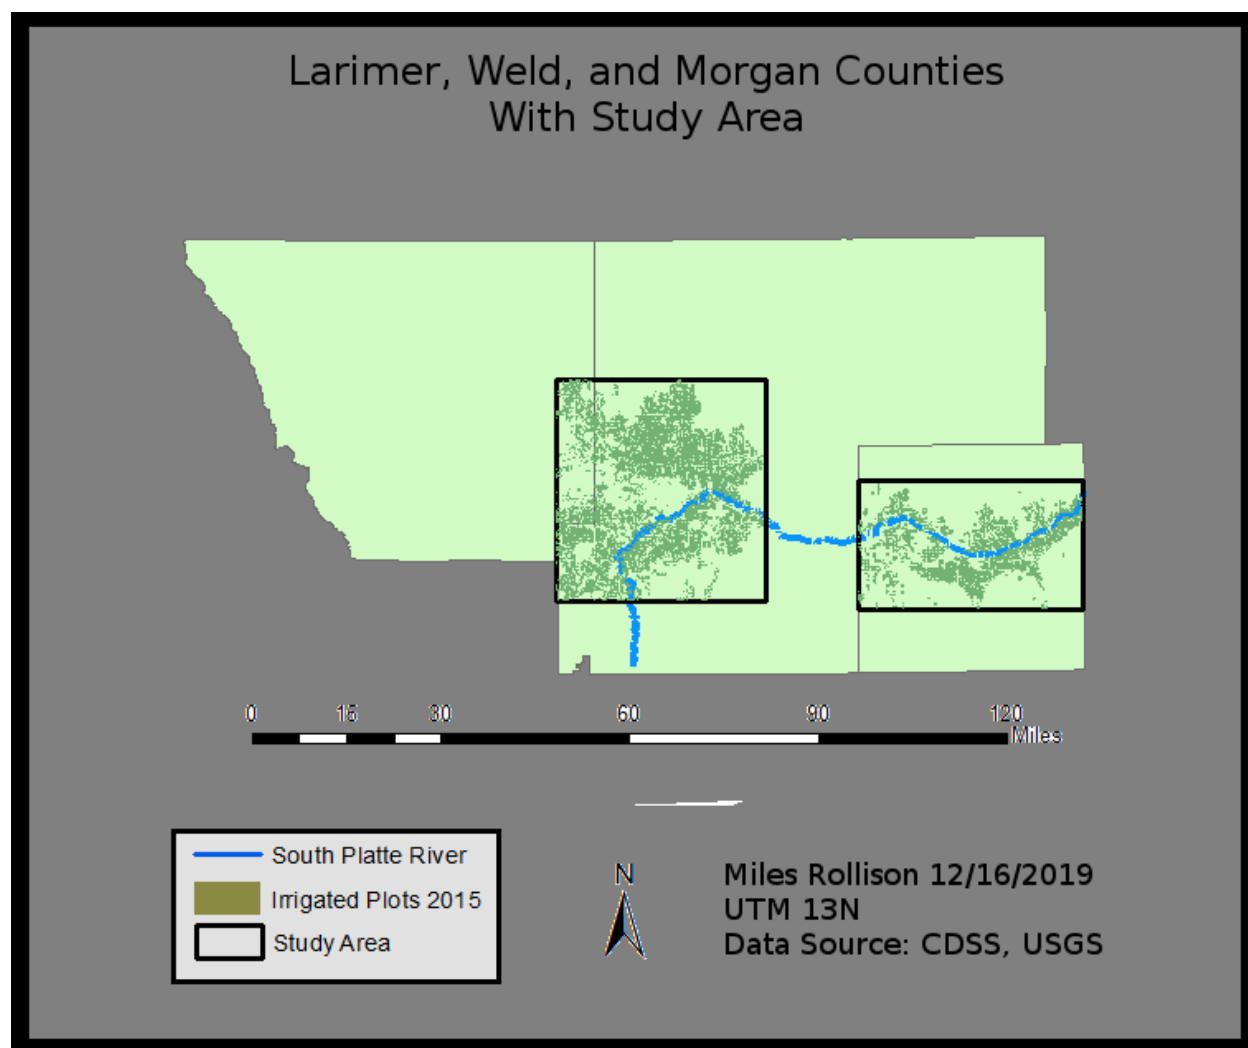 Larimer, Weld, and Morgan Counties
With Study Area
0 15 30 60 90 120
Miles
South Platte River
Irrigated Plots 2015
Study Area
N
Miles Rollison 12/16/2019
UTM 13N
Data Source: CDSS, USGS